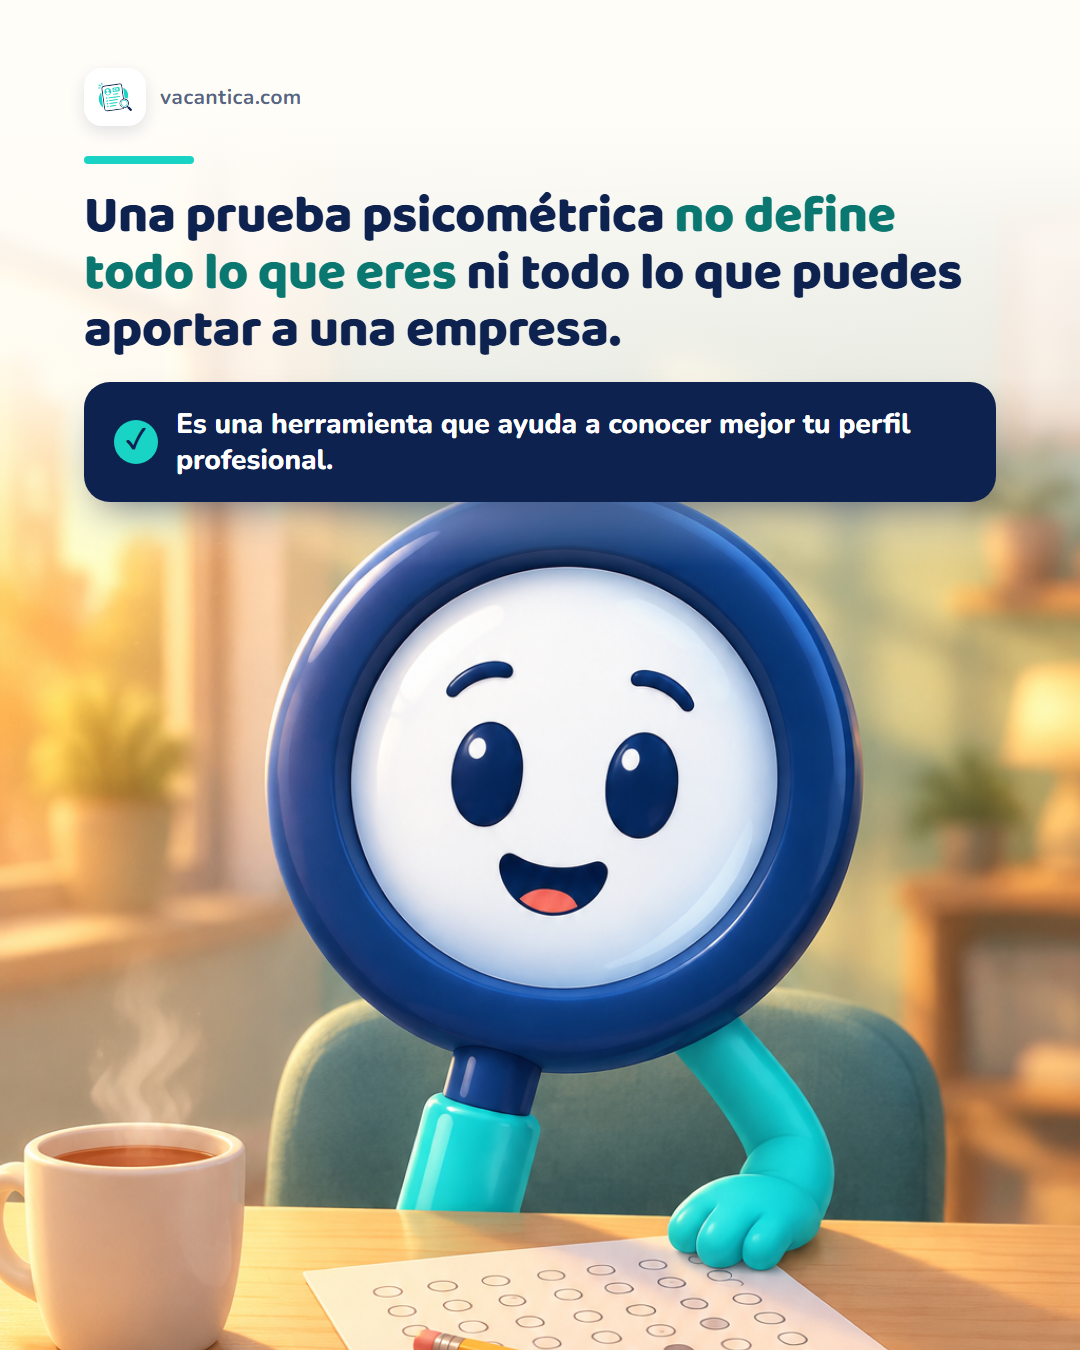 vacantica.com
Una prueba psicométrica no define
todo lo que eres ni todo lo que puedes
aportar a una empresa.
Es una herramienta que ayuda a conocer mejor tu perfil
profesional.